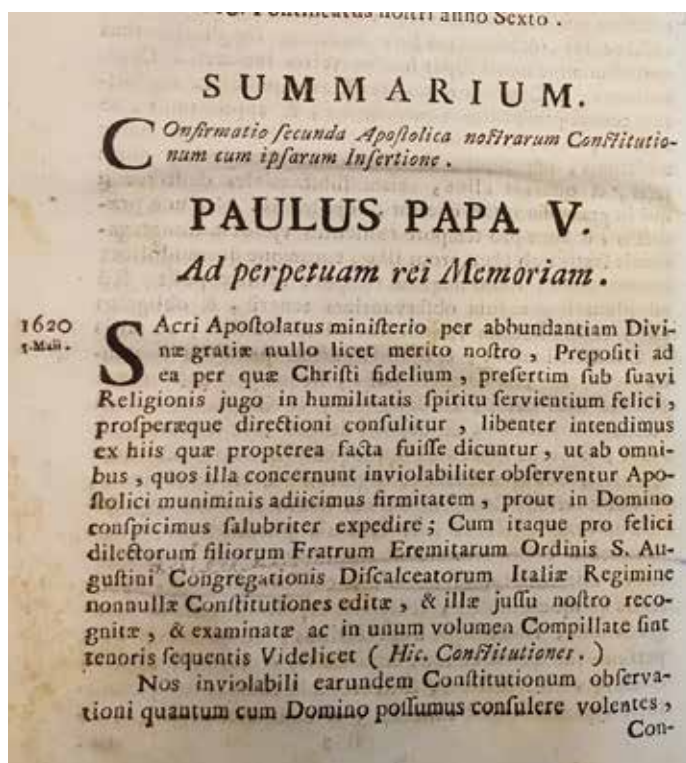 Pontificatus nostri anno Sexto .
SUMMARIUM.
COnfirmatio ſecunda Apoſtolica noſtrarum Conſtitutio-
num cum ipſarum Inſertione .
PAULUS PAPA V.
Ad perpetuam rei Memoriam .
1620
SAcri Apoſtolatus miniſterio per abbundantiam Divi-
næ gratiæ nullo licet merito noſtro , Prepoſiti ad
ea per quæ Chriſti fidelium , preſertim ſub ſuavi
Religionis jugo in humilitatis ſpiritu ſervientium felici ,
proſperæque directioni conſulitur , libenter intendimus
ex hiis quæ propterea facta fuiſſe dicuntur , ut ab omni-
bus , quos illa concernunt inviolabiliter obſerventur Apo-
ſtolici muniminis adiicimus firmitatem , prout in Domino
conſpicimus ſalubriter expedire ; Cum itaque pro felici
dilectorum filiorum Fratrum Eremitarum Ordinis S. Au-
guſtini Congregationis Diſcalceatorum Italiæ Regimine
nonnullæ Conſtitutiones editæ , & illæ juſſu noſtro reco-
gnitæ , & examinatæ ac in unum volumen Compillate ſint
tenoris ſequentis Videlicet ( Hic. Conſtitutiones . )
Nos inviolabili earundem Conſtitutionum obſerva-
tioni quantum cum Domino poſſumus conſulere volentes ,
Con-